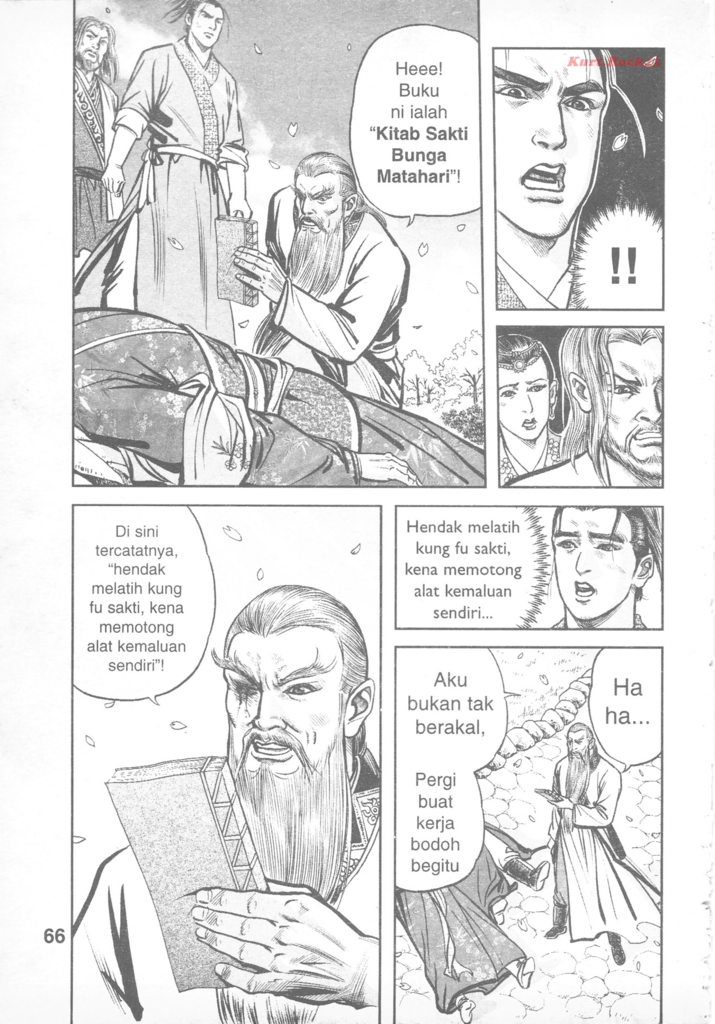 Heee!
Buku
ni ialah
"Kitab Sakti
Bunga
Matahari"!
!!
Di sini
tercatatnya,
"hendak
melatih kung
fu sakti, kena
memotong
alat kemaluan
sendiri"!
Hendak melatih
kung fu sakti,
kena memotong
alat kemaluan
sendiri...
Aku
bukan tak
berakal,
Pergi
buat
kerja
bodoh
begitu
Ha
ha...
66